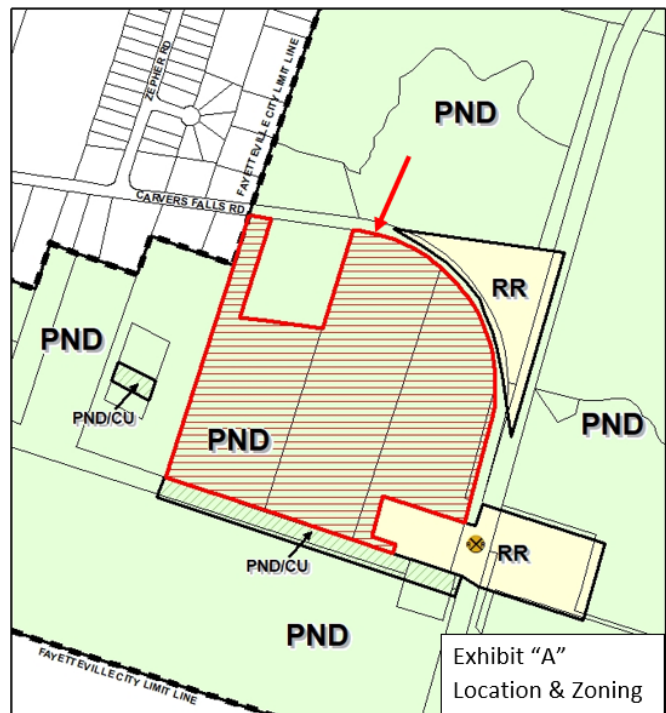 ZEPHER RD
FAYETTEVILLE CITY LIMIT LINE
PND
CARVERS FALLS RD
RR
PND
PND/CU
PND
PND
PND/CU
RR
PND
FAYETTEVILLE CITY LIMIT LINE
Exhibit “A”
Location & Zoning